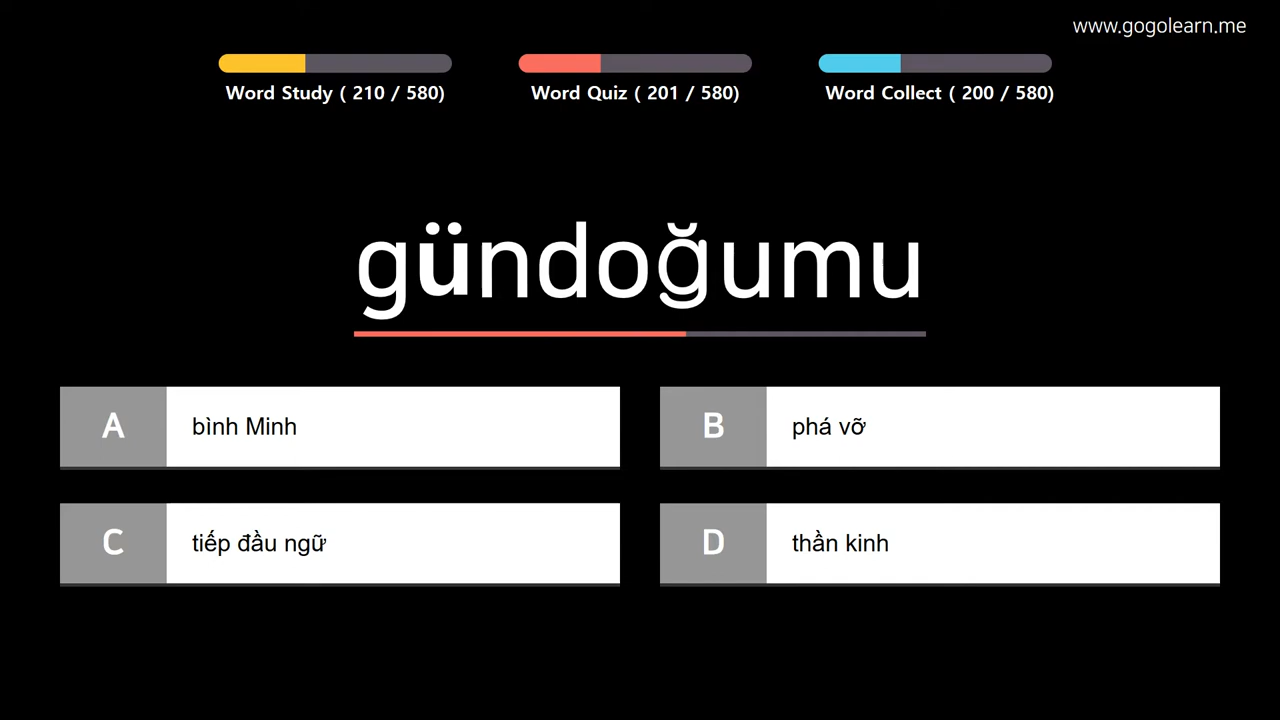 www.gogolearn.me
Word Study ( 210 / 580)
Word Quiz ( 201 / 580)
Word Collect ( 200 / 580)
gündoğumu
A bình Minh
B phá vỡ
C tiếp đầu ngữ
D thần kinh